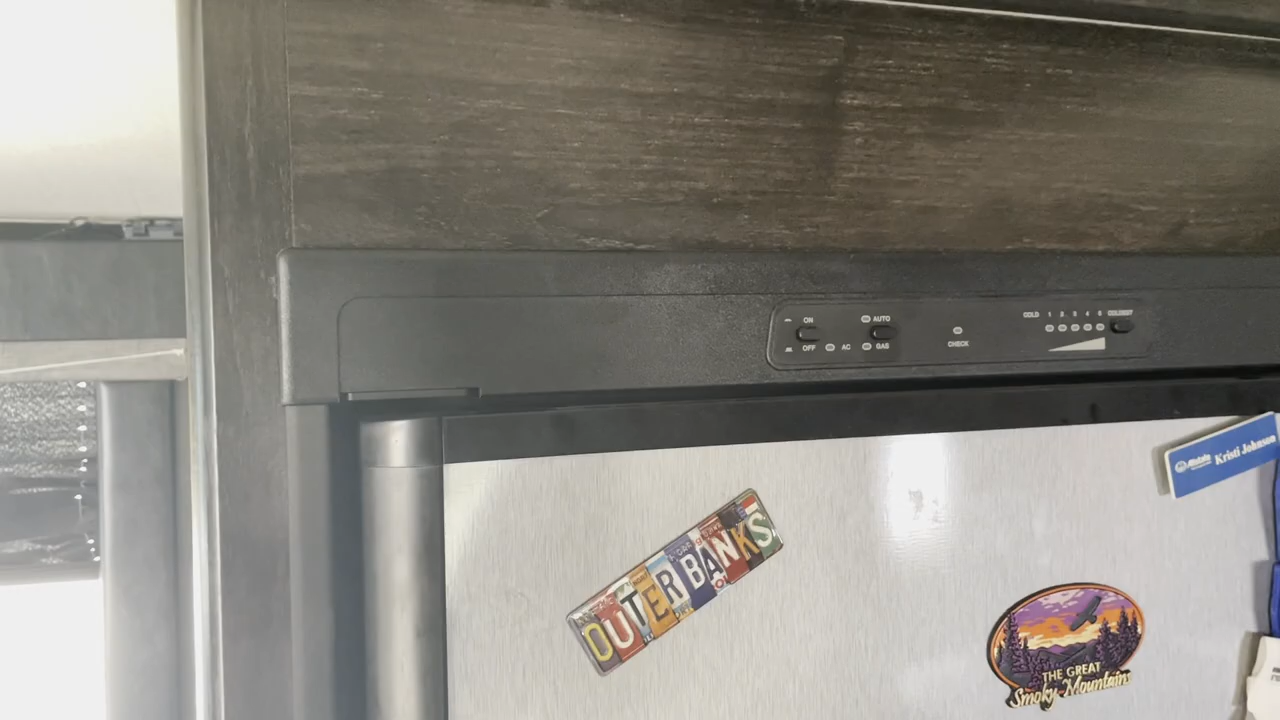 ON
AUTO
COLD 1 2 3 4 5 COLDEST
OFF
AC
GAS
CHECK
Allstate
Kristi Johnson
OUTER BANKS
THE GREAT
Smoky Mountains